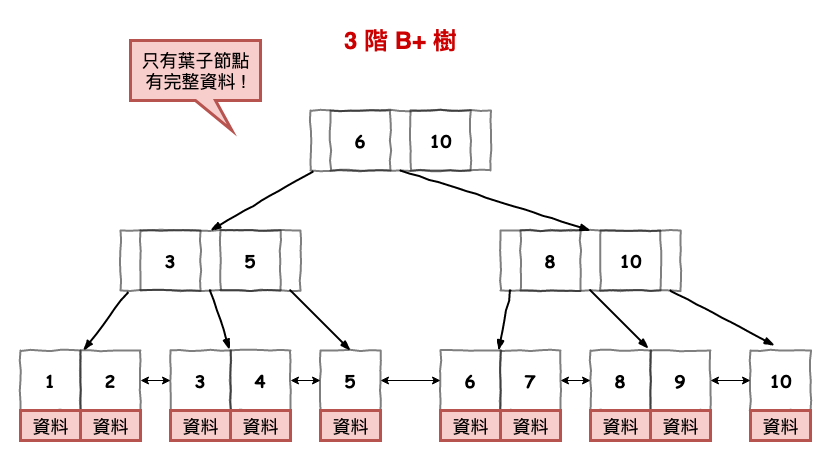 3 階 B+ 樹
只有葉子節點
有完整資料！
6 10
3 5 8 10
1 2 3 4 5 6 7 8 9 10
資料 資料 資料 資料 資料 資料 資料 資料 資料 資料